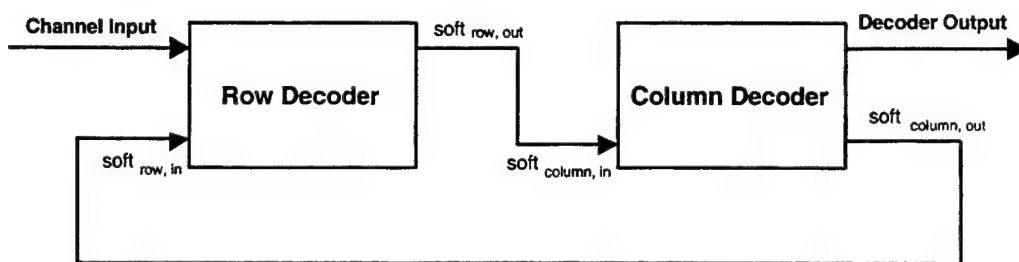 Channel Input
soft row, out
Decoder Output
Row Decoder
Column Decoder
soft row, in
soft column, in
soft column, out